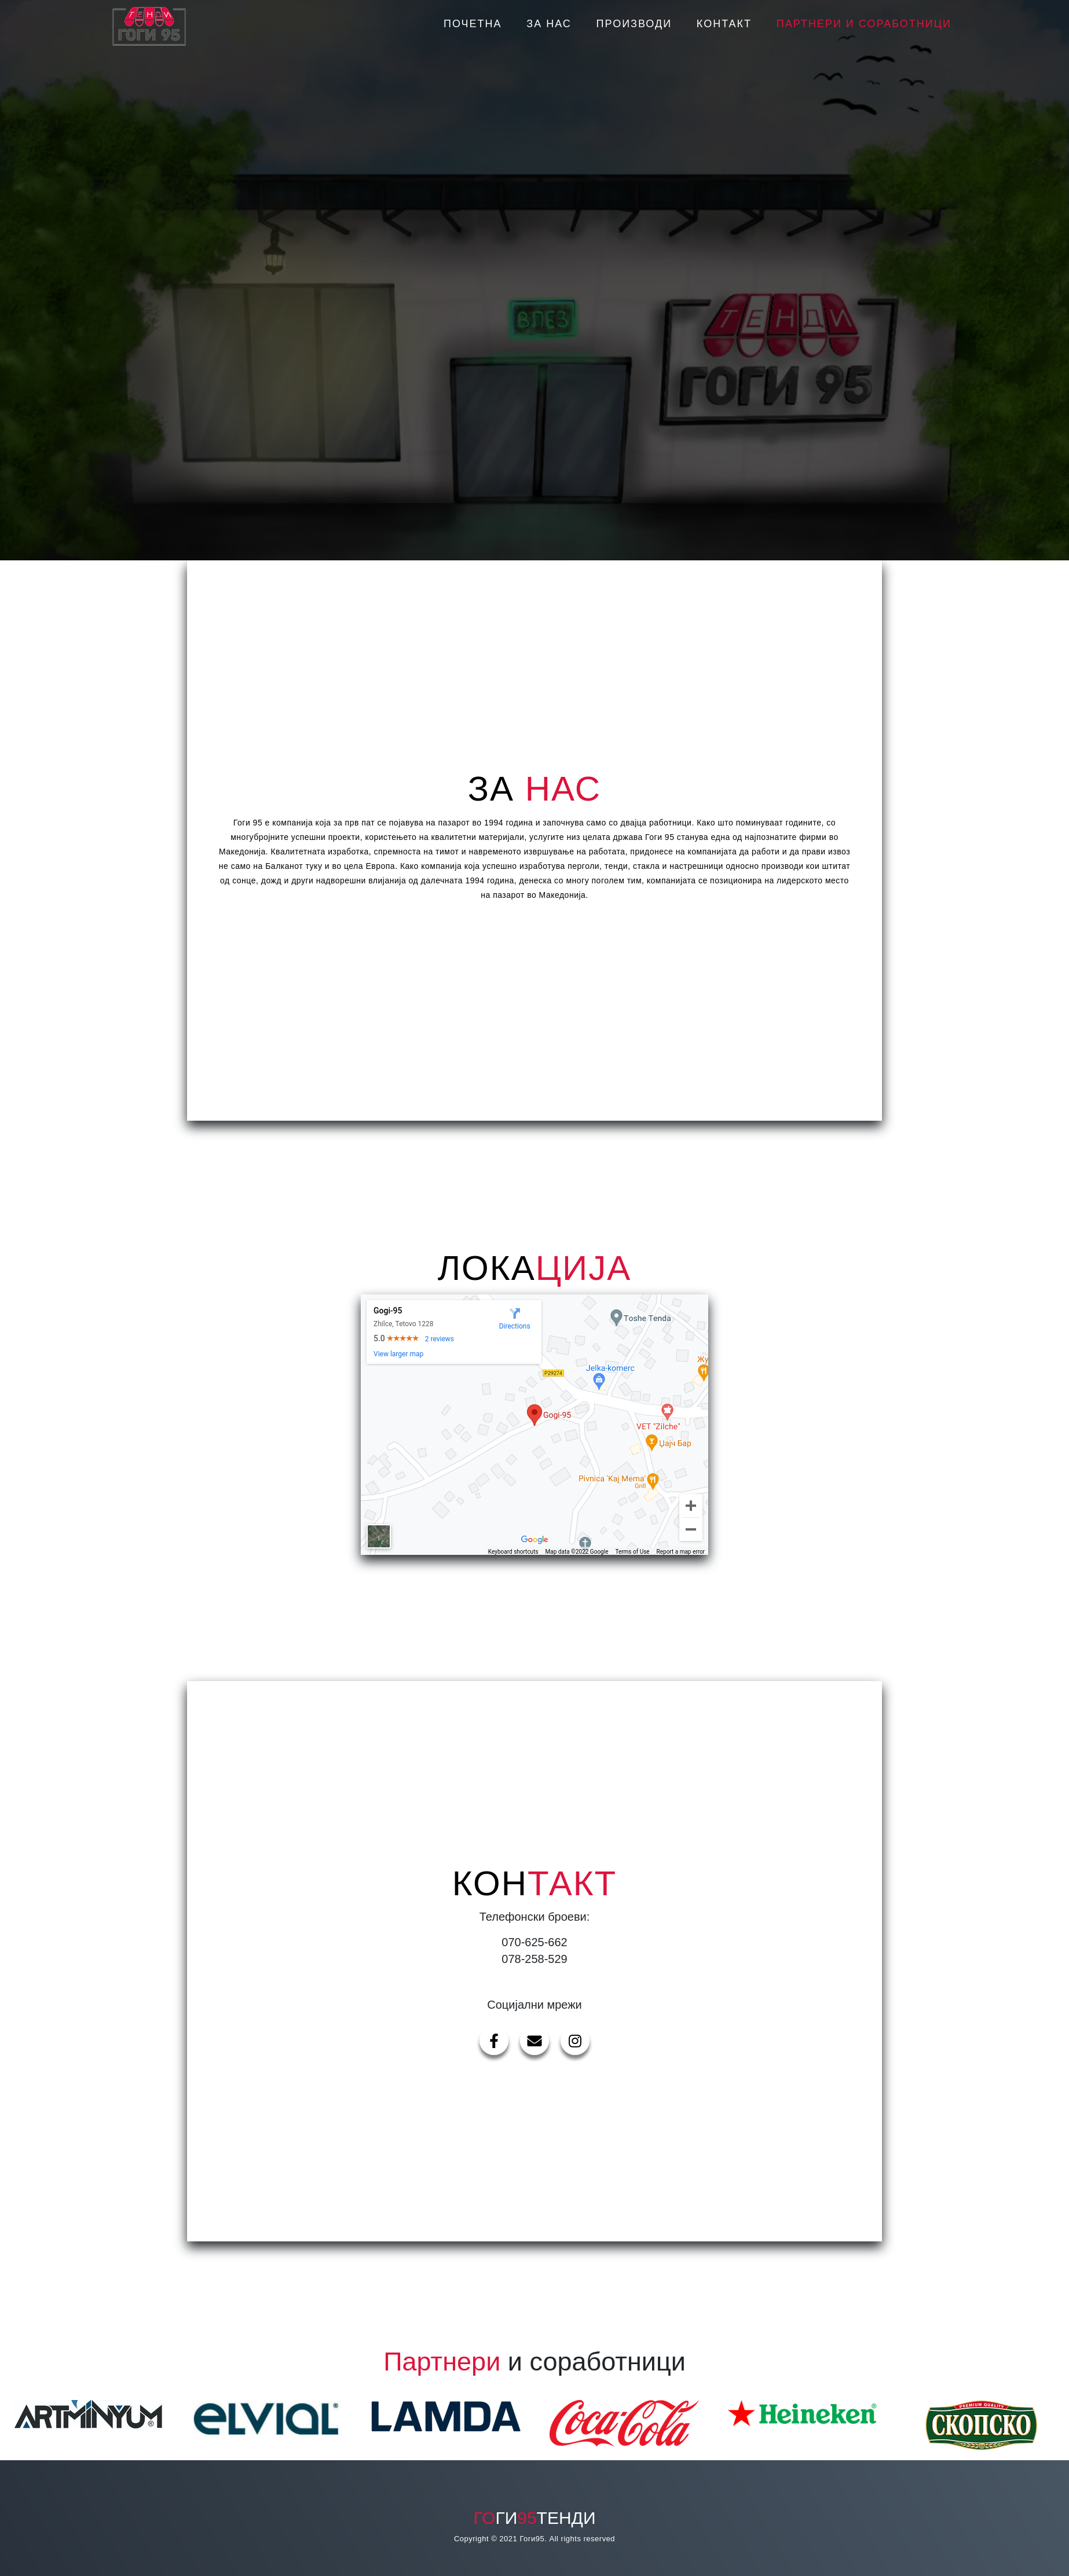 ТЕНДИ
ГОГИ 95
ПОЧЕТНА ЗА НАС ПРОИЗВОДИ КОНТАКТ ПАРТНЕРИ И СОРАБОТНИЦИ
ВЛЕЗ
ТЕНДИ
ГОГИ 95
ЗА НАС
Гоги 95 е компанија која за прв пат се појавува на пазарот во 1994 година и започнува само со двајца работници. Како што поминуваат годините, со
многубројните успешни проекти, користењето на квалитетни материјали, услугите низ целата држава Гоги 95 станува една од најпознатите фирми во
Македонија. Квалитетната изработка, спремноста на тимот и навременото извршување на работата, придонесе на компанијата да работи и да прави извоз
не само на Балканот туку и во цела Европа. Како компанија која успешно изработува перголи, тенди, стакла и настрешници односно производи кои штитат
од сонце, дожд и други надворешни влијанија од далечната 1994 година, денеска со многу поголем тим, компанијата се позиционира на лидерското место
на пазарот во Македонија.
ЛОКАЦИЈА
Gogi-95
Zhilce, Tetovo 1228
5.0 2 reviews
View larger map
Directions
Toshe Tenda
Jelka-komerc
P29274
Жу
Gogi-95
VET "Zilche"
Џајч Бар
Pivnica 'Kaj Mema'
Grill
Google
Keyboard shortcuts Map data ©2022 Google Terms of Use Report a map error
КОНТАКТ
Телефонски броеви:
070-625-662
078-258-529
Социјални мрежи
Партнери и соработници
ARTMİNYUM®
ELVIAL®
LAMDA
Coca-Cola
Heineken®
PREMIUM QUALITY
СКОПСКО
ГОГИ95ТЕНДИ
Copyright © 2021 Гоги95. All rights reserved